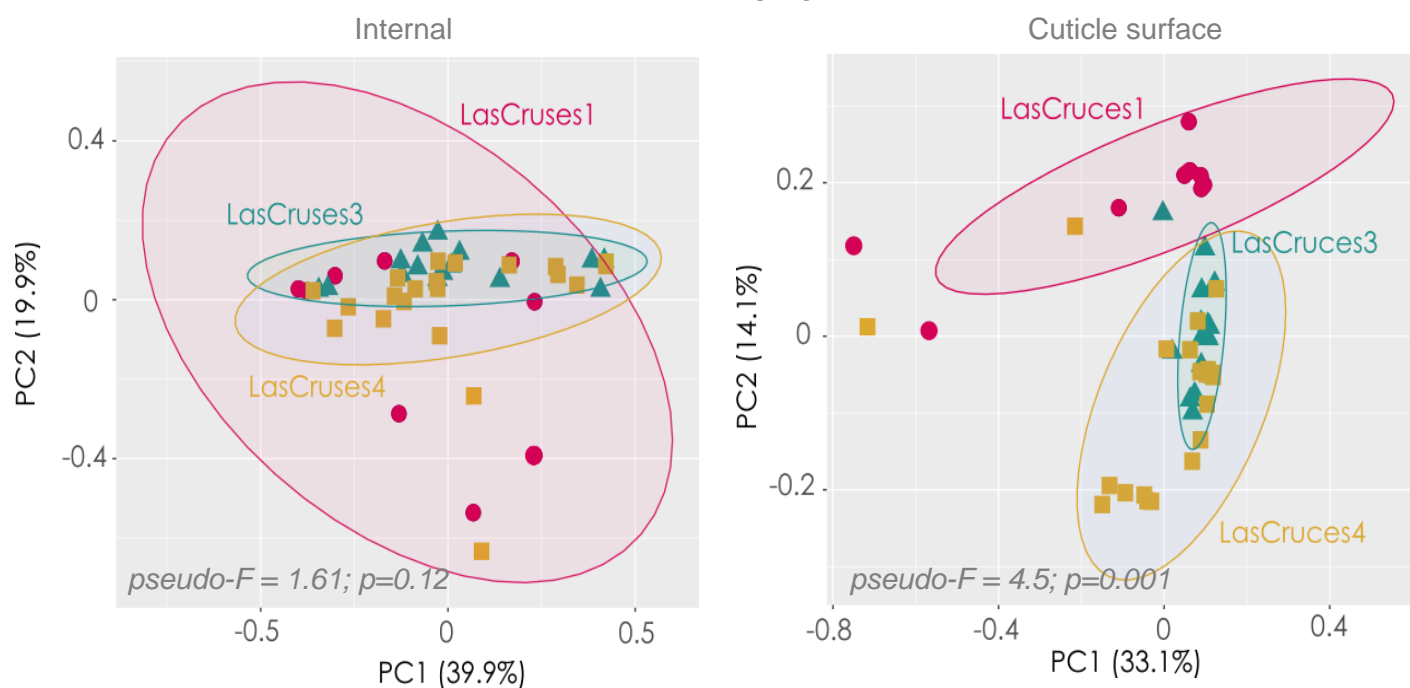 Internal
LasCruses1
LasCruses3
LasCruses4
0.4
0
-0.4
PC2 (19.9%)
pseudo-F = 1.61; p=0.12
-0.5
0
0.5
PC1 (39.9%)
Cuticle surface
LasCruces1
LasCruces3
LasCruces4
0.2
0
-0.2
PC2 (14.1%)
pseudo-F = 4.5; p=0.001
-0.8
-0.4
0
0.4
PC1 (33.1%)